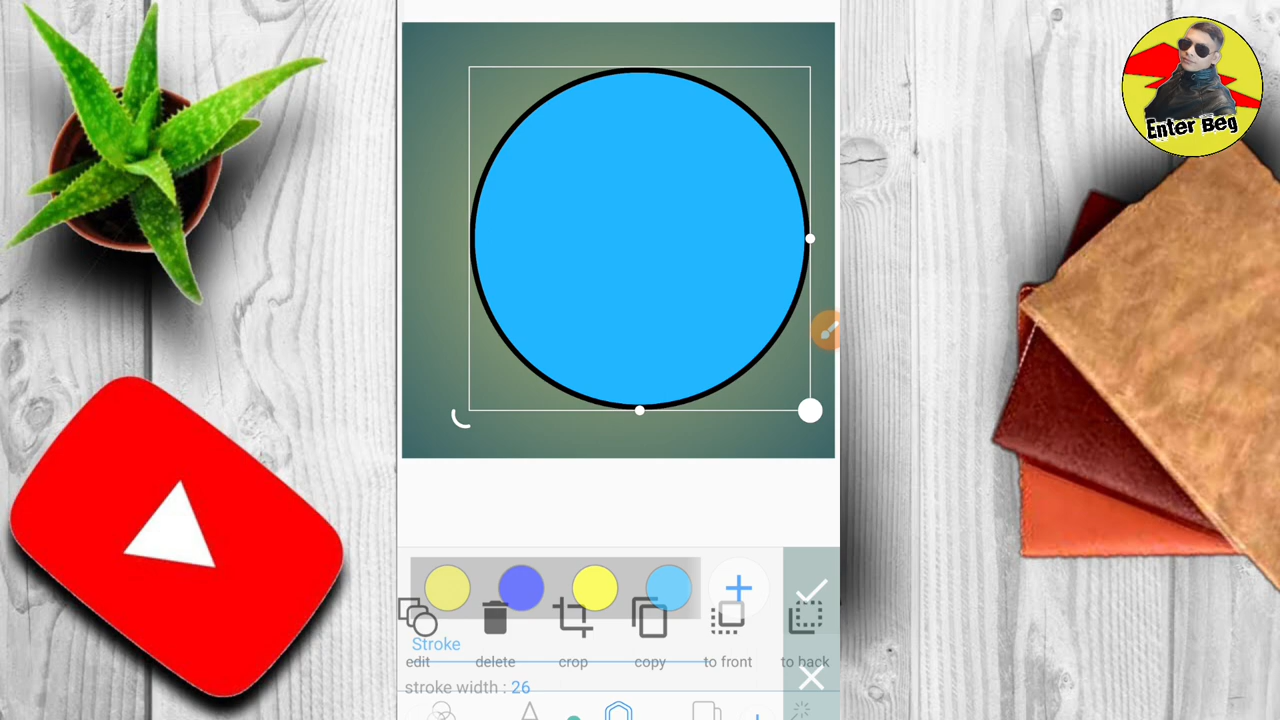 Enter Beg
Stroke
edit delete crop copy to front to back
stroke width : 26